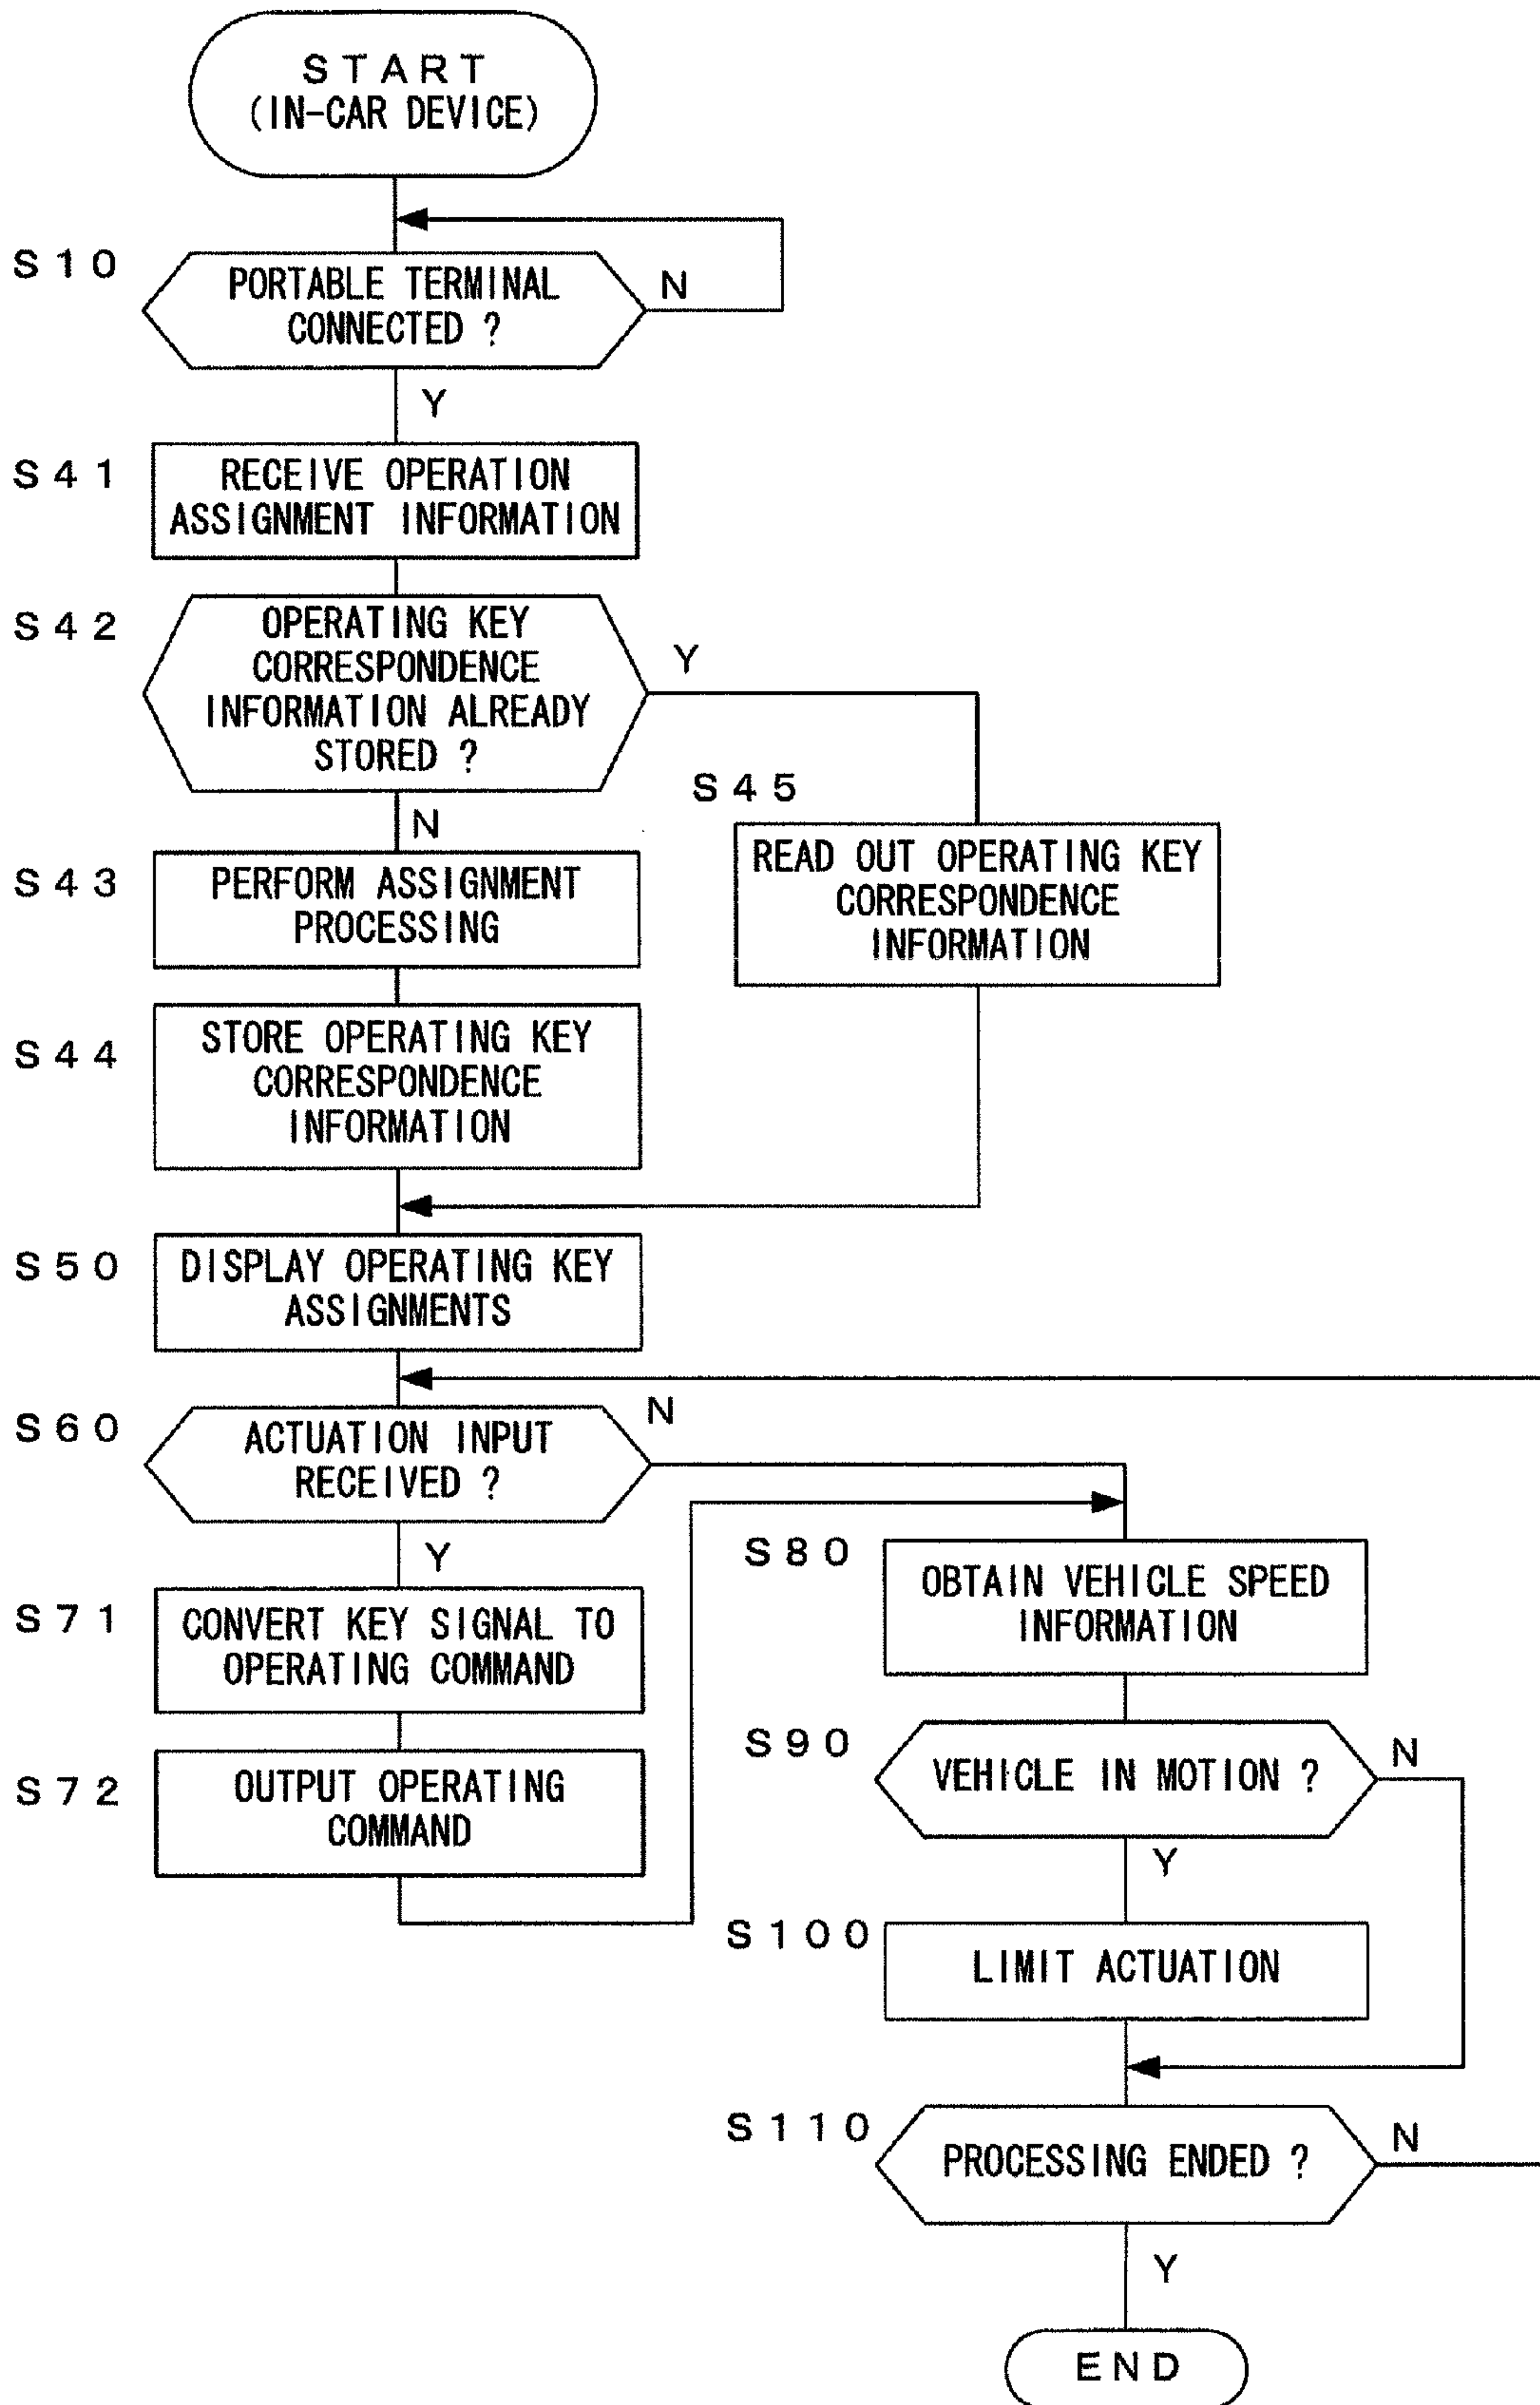 START
(IN-CAR DEVICE)
S10
PORTABLE TERMINAL
CONNECTED ?
N
Y
S41
RECEIVE OPERATION
ASSIGNMENT INFORMATION
S42
OPERATING KEY
CORRESPONDENCE
INFORMATION ALREADY
STORED ?
Y
N
S45
READ OUT OPERATING KEY
CORRESPONDENCE
INFORMATION
S43
PERFORM ASSIGNMENT
PROCESSING
S44
STORE OPERATING KEY
CORRESPONDENCE
INFORMATION
S50
DISPLAY OPERATING KEY
ASSIGNMENTS
S60
ACTUATION INPUT
RECEIVED ?
N
Y
S71
CONVERT KEY SIGNAL TO
OPERATING COMMAND
S72
OUTPUT OPERATING
COMMAND
S80
OBTAIN VEHICLE SPEED
INFORMATION
S90
VEHICLE IN MOTION ?
N
Y
S100
LIMIT ACTUATION
S110
PROCESSING ENDED ?
N
Y
END